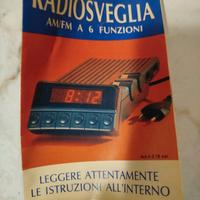 RADIOSVEGLIA
AM/FM A 6 FUNZIONI
8:12
LEGGERE ATTENTAMENTE
LE ISTRUZIONI ALL'INTERNO